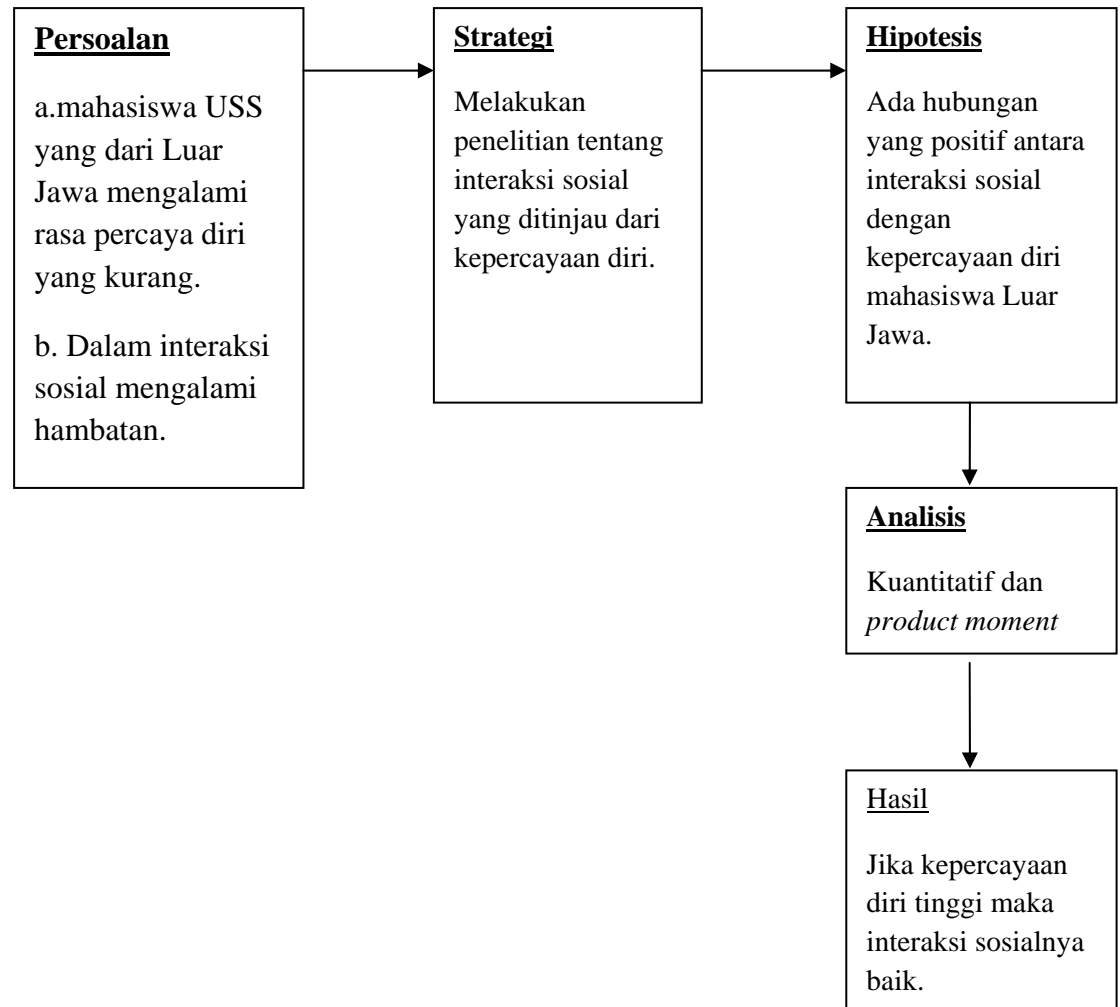 Persoalan
a.mahasiswa USS
yang dari Luar
Jawa mengalami
rasa percaya diri
yang kurang.
b. Dalam interaksi
sosial mengalami
hambatan.
Strategi
Melakukan
penelitian tentang
interaksi sosial
yang ditinjau dari
kepercayaan diri.
Hipotesis
Ada hubungan
yang positif antara
interaksi sosial
dengan
kepercayaan diri
mahasiswa Luar
Jawa.
Analisis
Kuantitatif dan
product moment
Hasil
Jika kepercayaan
diri tinggi maka
interaksi sosialnya
baik.